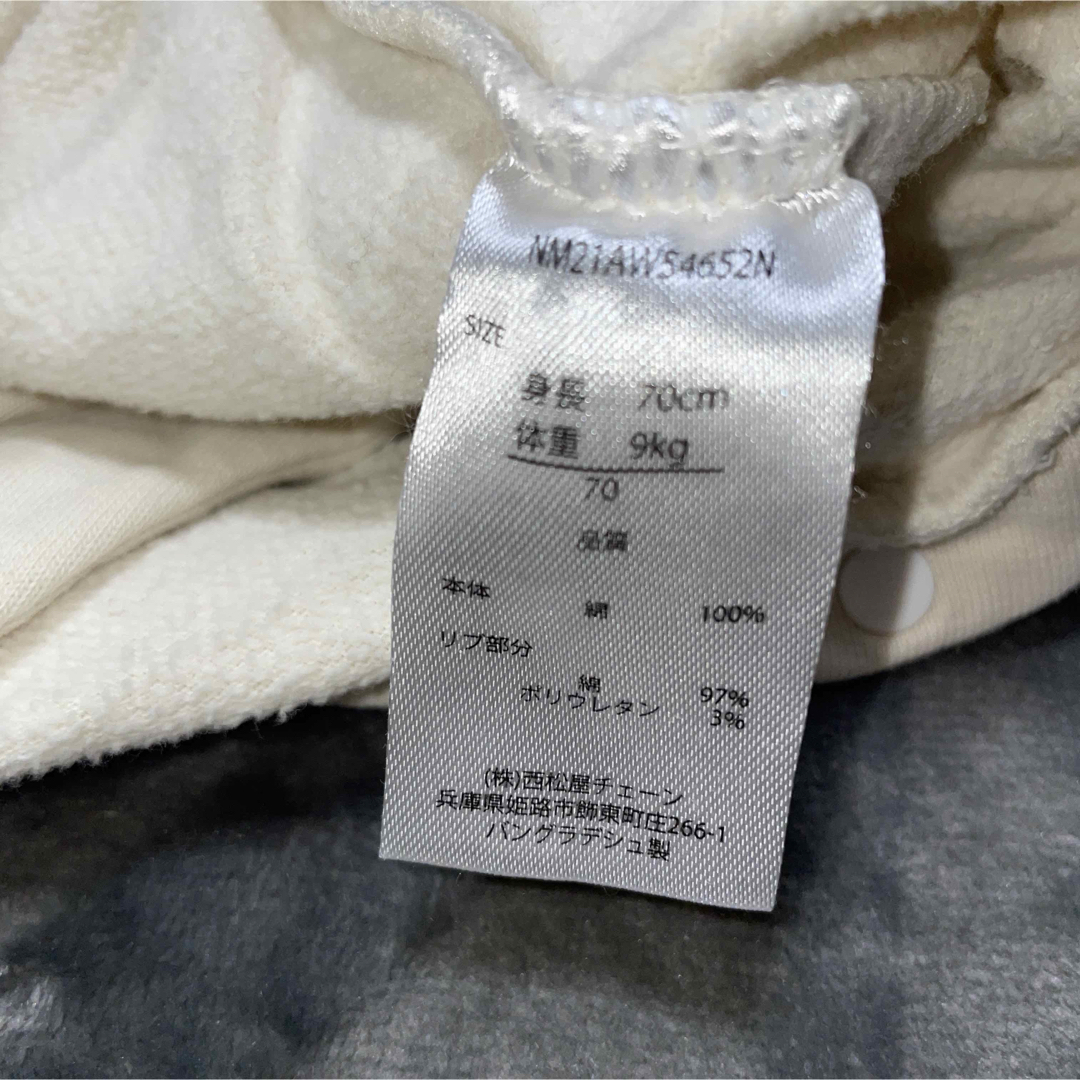 NM21AW54652N
SIZE
身長 70cm
体重 9kg
70
品質
本体
綿 100%
リブ部分
綿 97%
ポリウレタン 3%
(株)西松屋チェーン
兵庫県姫路市飾東町庄266-1
バングラデシュ製